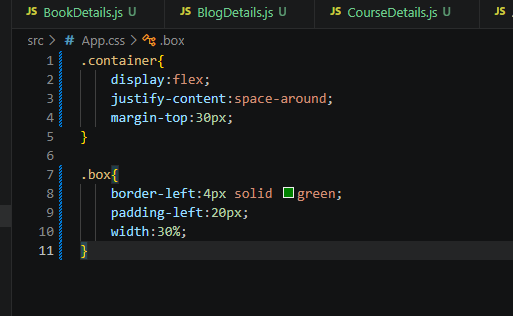 JS BookDetails.js U JS BlogDetails.js U JS CourseDetails.js U JS
src > # App.css > .box
1 .container{
2 display:flex;
3 justify-content:space-around;
4 margin-top:30px;
5 }
6
7 .box{
8 border-left:4px solid green;
9 padding-left:20px;
10 width:30%;
11 }